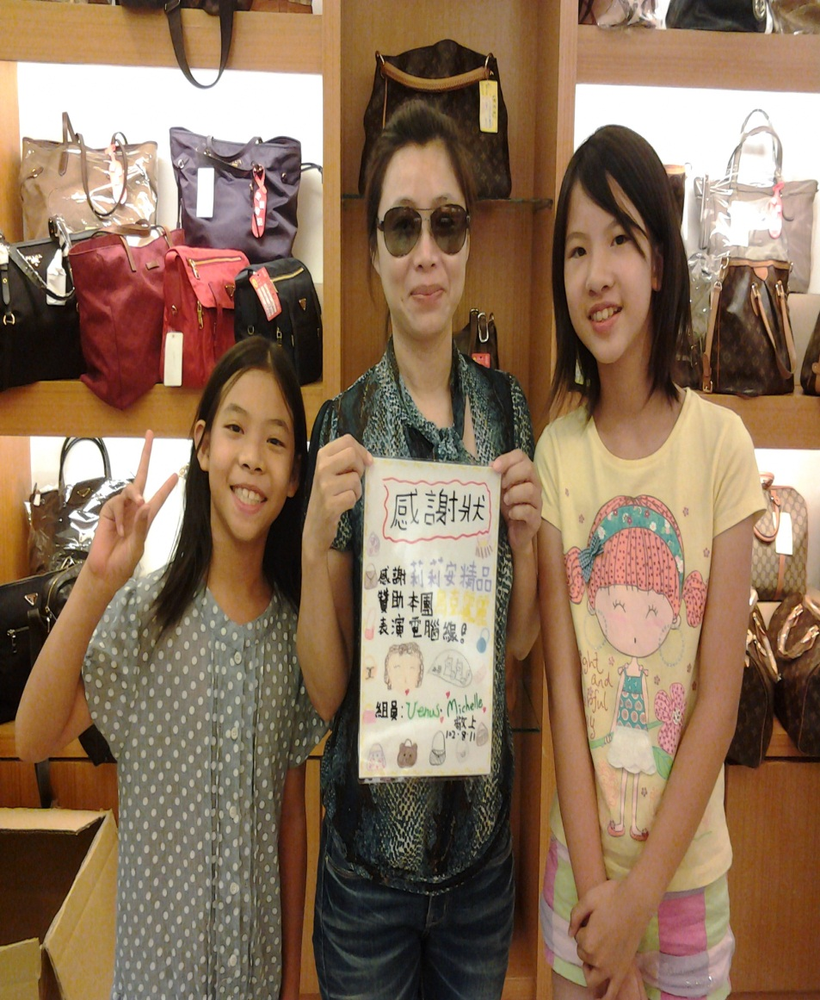 感謝狀
感謝莉莉安精品
贊助本團
表演電腦線!
組員:Venus、Michelle
敬上
102.8.11